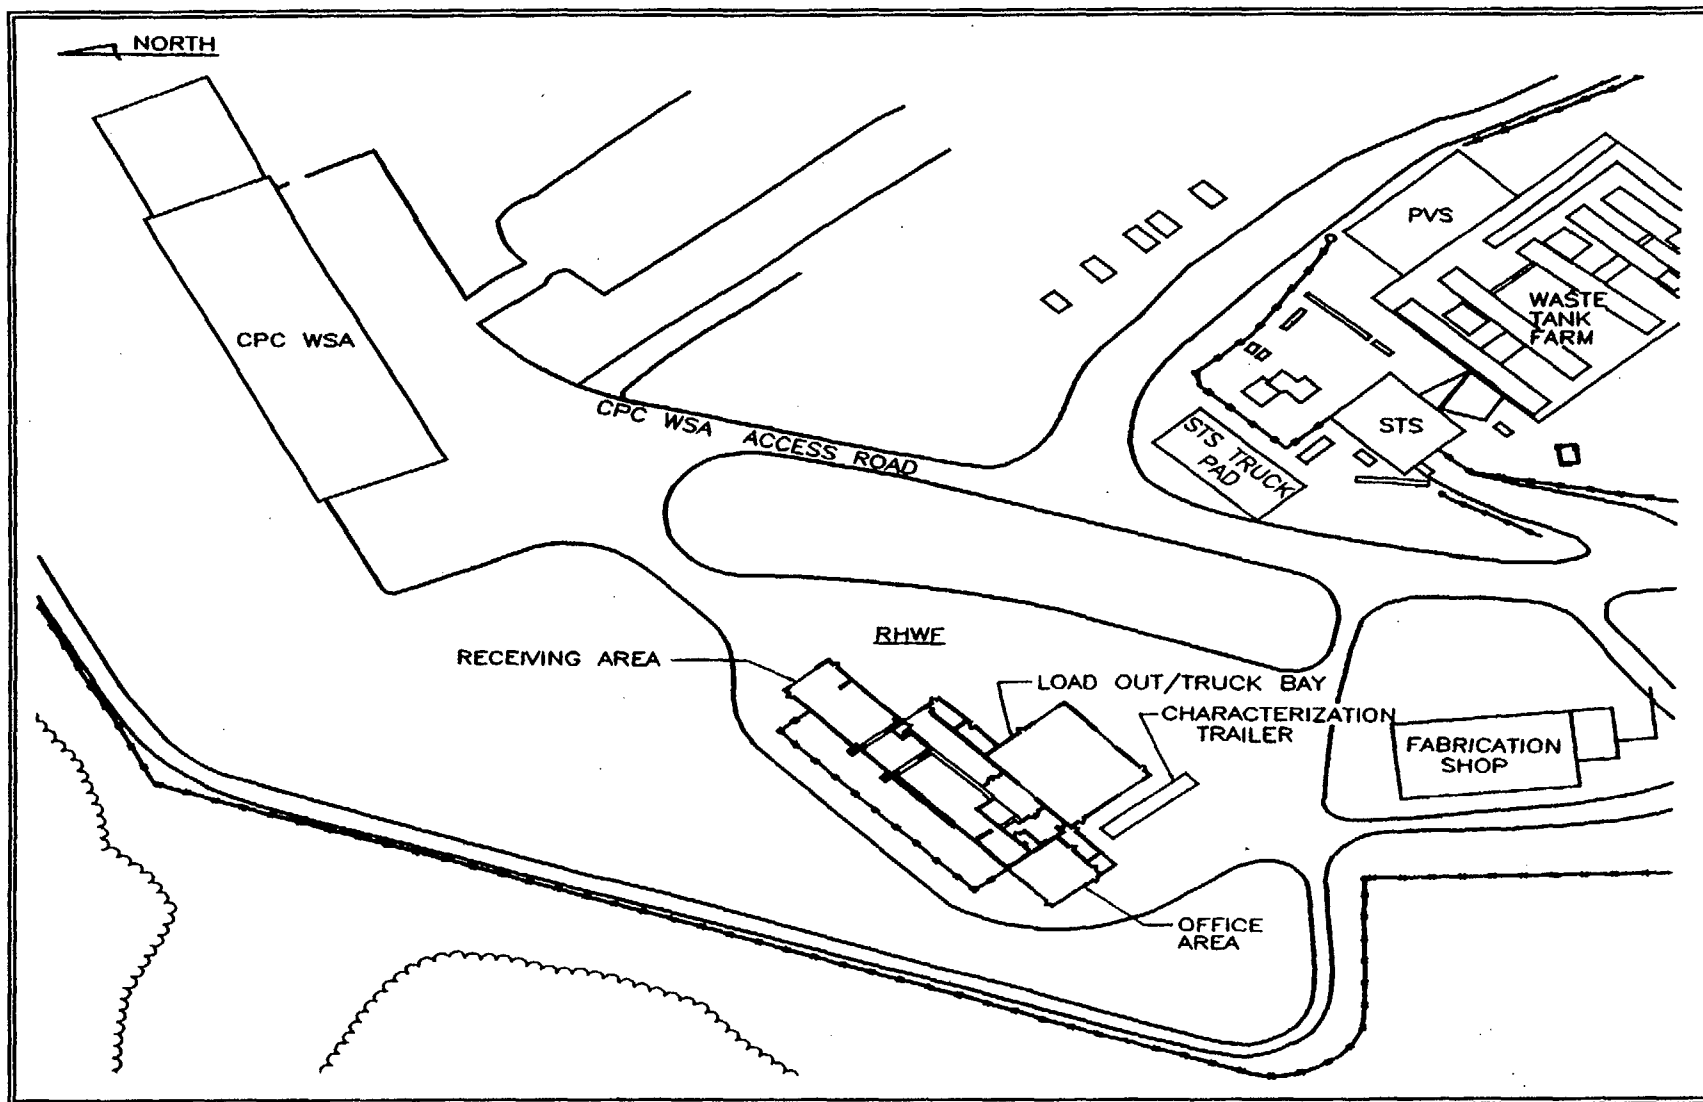 NORTH
PVS
WASTE
TANK
FARM
CPC WSA
CPC WSA ACCESS ROAD
STS
STS TRUCK
PAD
RHWF
RECEIVING AREA
LOAD OUT/TRUCK BAY
CHARACTERIZATION
TRAILER
FABRICATION
SHOP
OFFICE
AREA